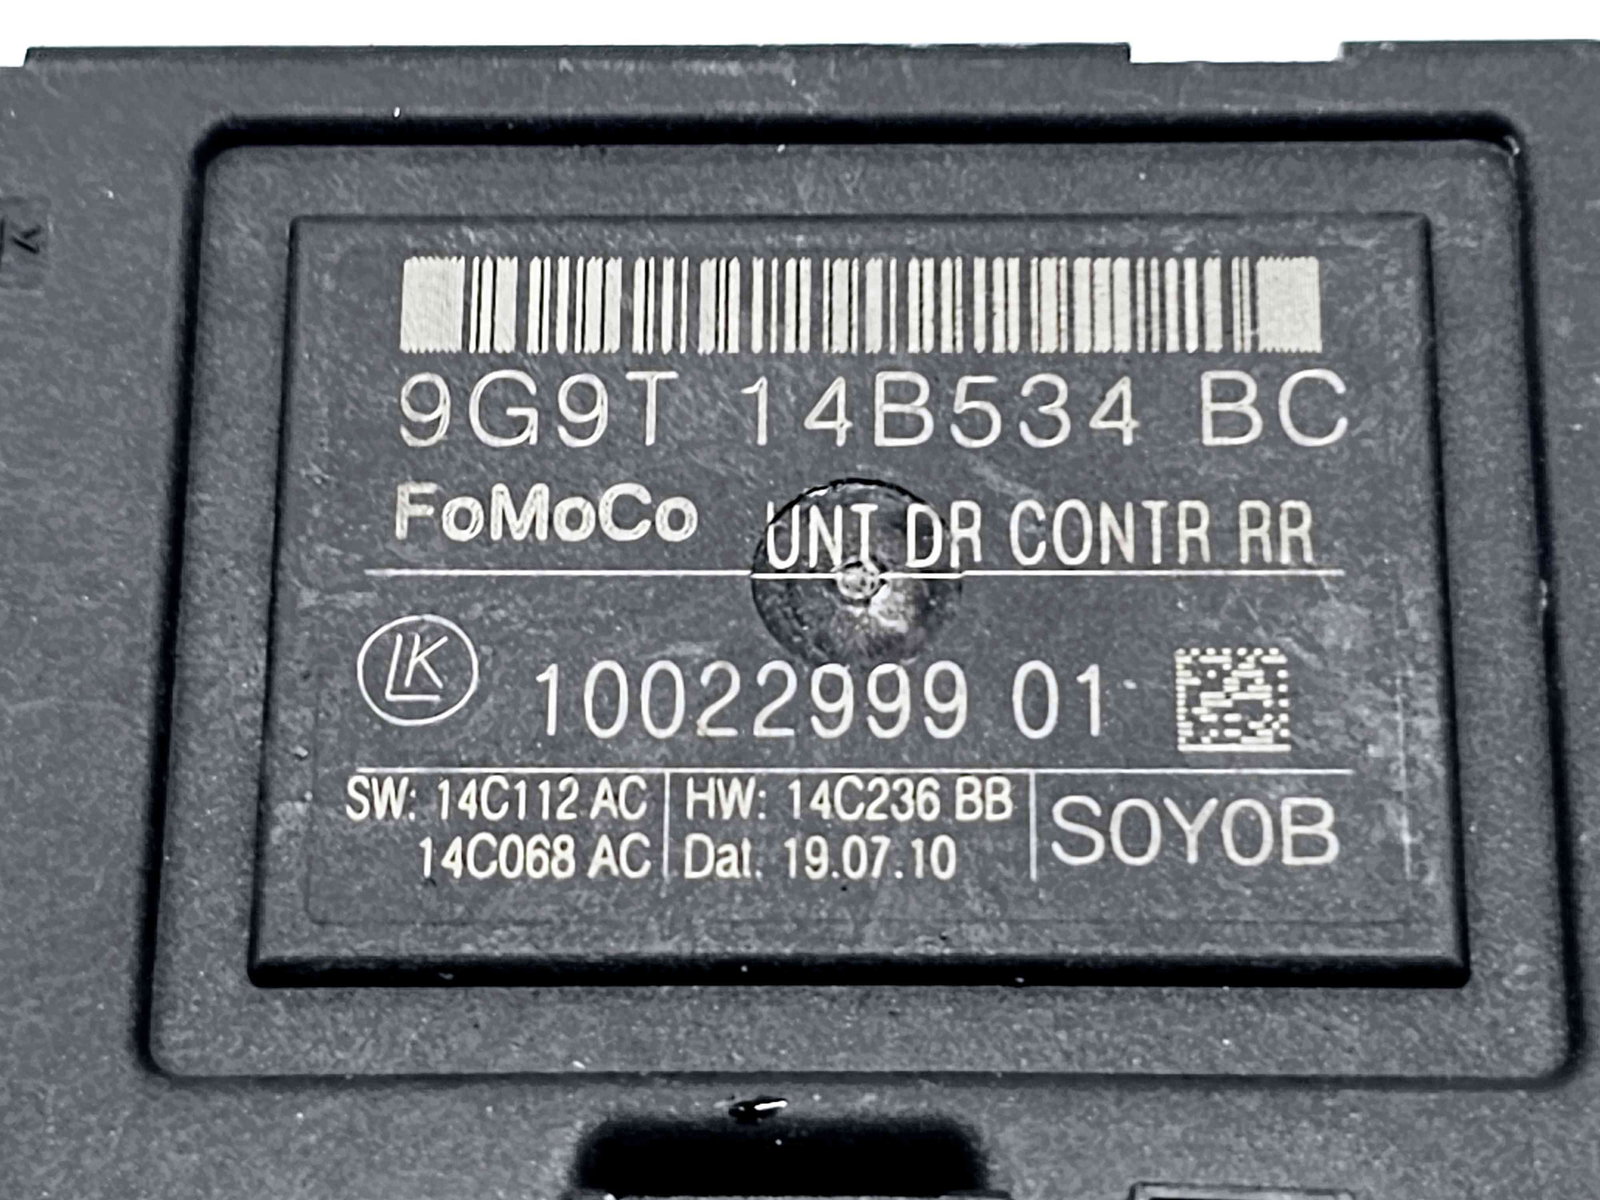 9G9T 14B534 BC
FoMoCo UNT DR CONTR RR
LK 10022999 01
SW: 14C112 AC HW: 14C236 BB S0Y0B
14C068 AC Dat. 19.07.10